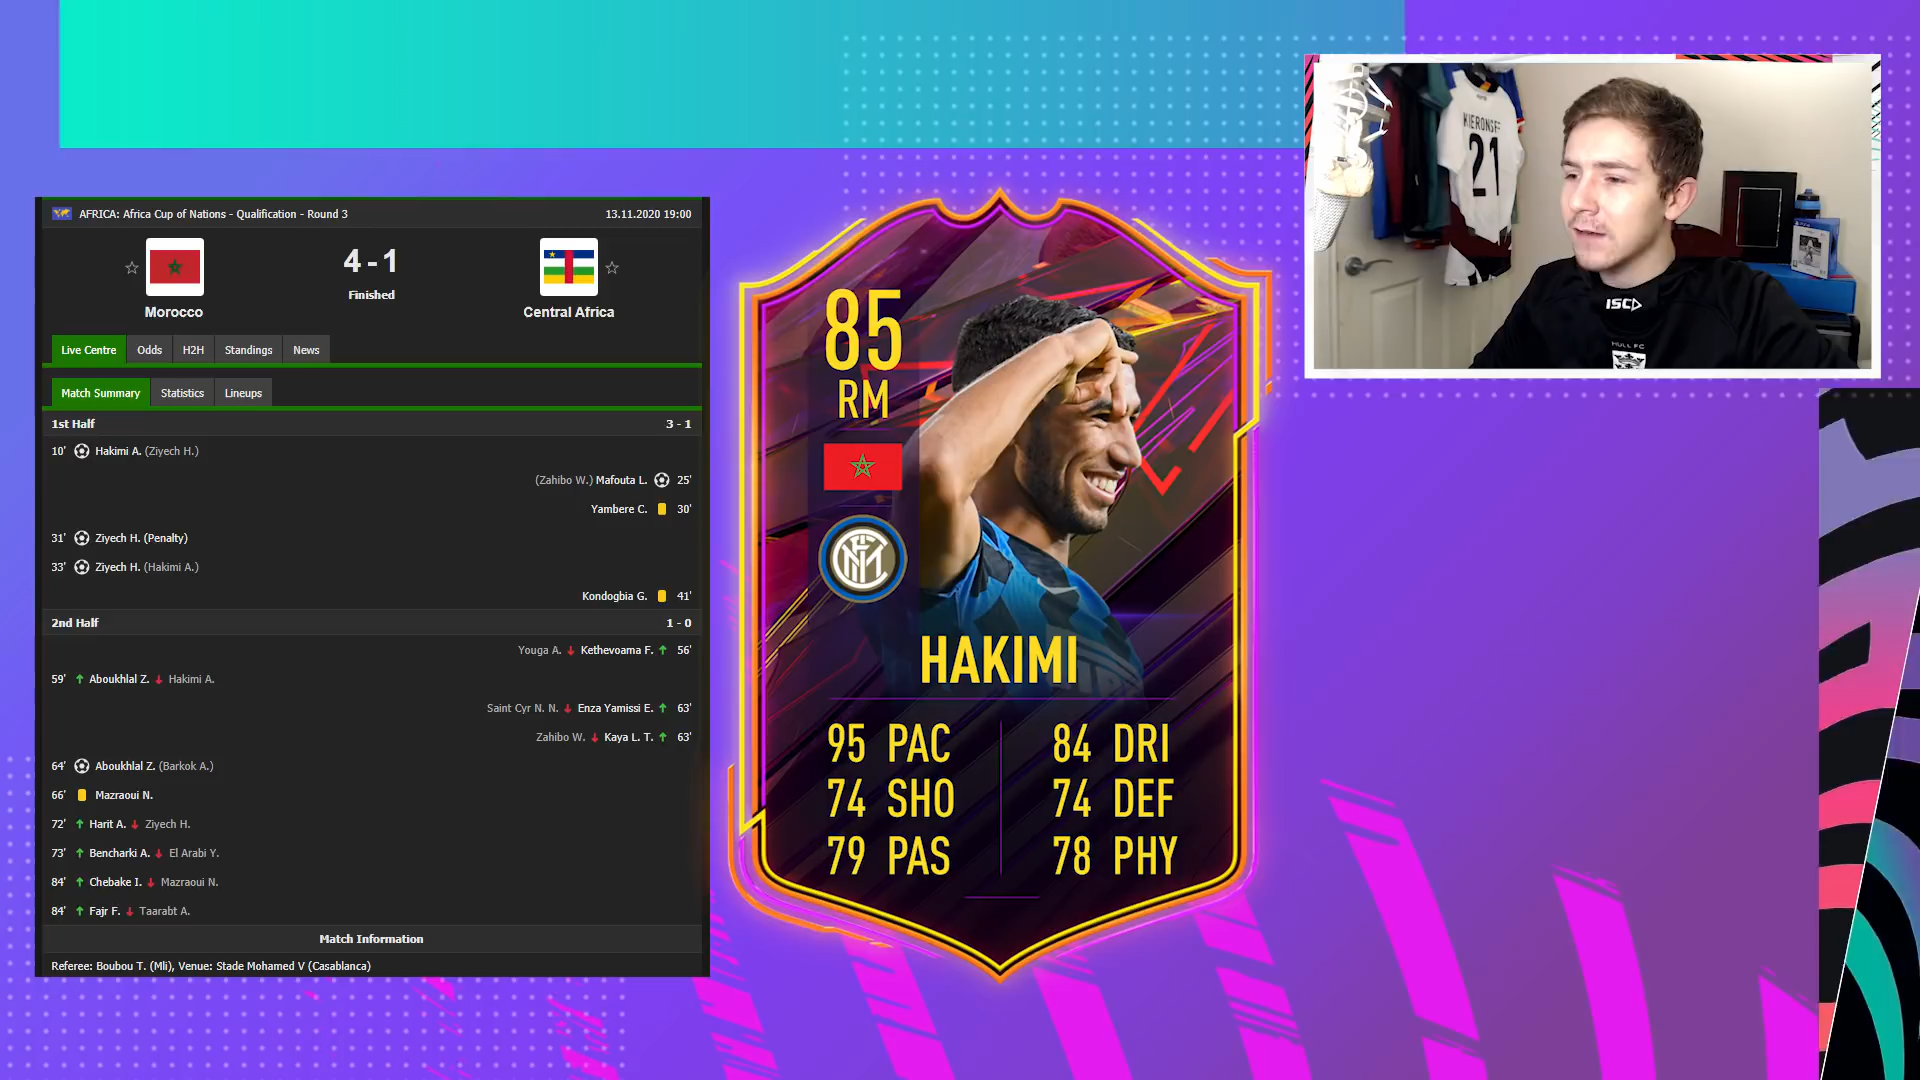 AFRICA: Africa Cup of Nations - Qualification - Round 3
13.11.2020 19:00
4 - 1
Finished
Morocco
Central Africa
Live Centre
Odds
H2H
Standings
News
Match Summary
Statistics
Lineups
1st Half
3 - 1
10' Hakimi A. (Ziyech H.)
(Zahibo W.) Mafouta L. 25'
Yambere C. 30'
31' Ziyech H. (Penalty)
33' Ziyech H. (Hakimi A.)
Kondogbia G. 41'
2nd Half
1 - 0
Youga A. Kethevoama F. 56'
59' Aboukhlal Z. Hakimi A.
Saint Cyr N. N. Enza Yamissi E. 63'
Zahibo W. Kaya L. T. 63'
64' Aboukhlal Z. (Barkok A.)
66' Mazraoui N.
72' Harit A. Ziyech H.
73' Bencharki A. El Arabi Y.
84' Chebake I. Mazraoui N.
84' Fajr F. Taarabt A.
Match Information
Referee: Boubou T. (Mli), Venue: Stade Mohamed V (Casablanca)
85
RM
HAKIMI
95 PAC
74 SHO
79 PAS
84 DRI
74 DEF
78 PHY
21
ISC
HULL FC